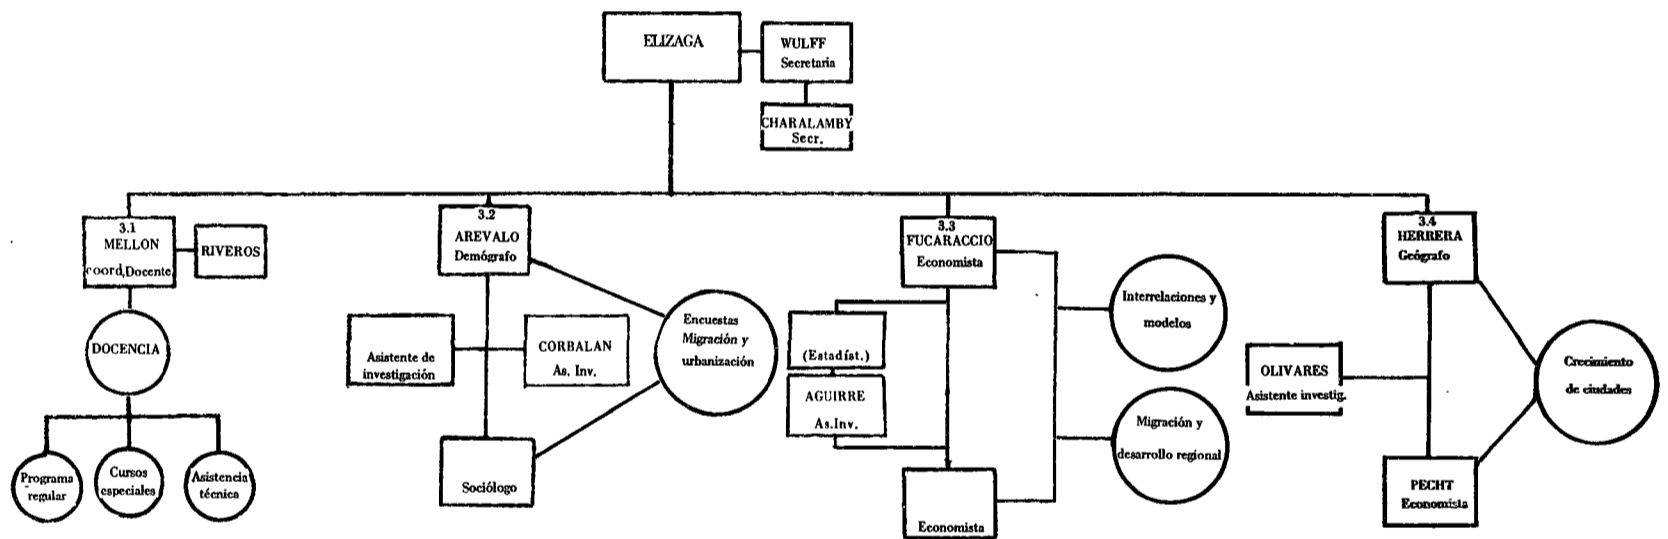 ELIZAGA
WULFF
Secretaria
CHARALAMBY
Secr.
3.1
MELLON
coord,Docente
RIVEROS
DOCENCIA
Programa
regular
Cursos
especiales
Asistencia
técnica
3.2
AREVALO
Demógrafo
Asistente de
investigación
CORBALAN
As. Inv.
Encuestas
Migración y
urbanización
Sociólogo
3.3
FUCARACCIO
Economista
(Estadíst.)
AGUIRRE
As.Inv.
Economista
Interrelaciones y
modelos
Migración y
desarrollo regional
3.4
HERRERA
Geógrafo
OLIVARES
Asistente investig.
PECHT
Economista
Crecimiento
de ciudades